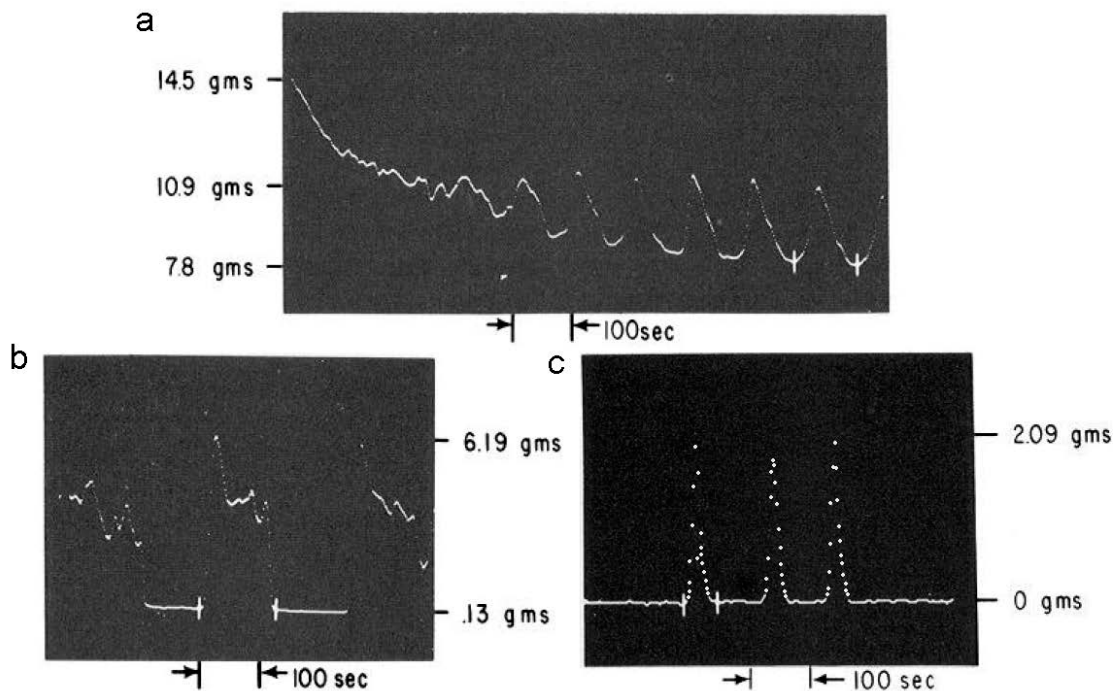 a
14.5 gms
10.9 gms
7.8 gms
100sec
b
6.19 gms
.13 gms
100 sec
c
2.09 gms
0 gms
100 sec